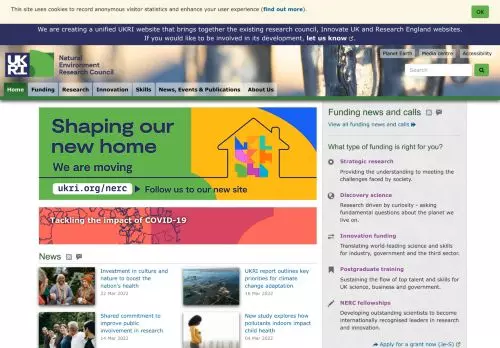 This site uses cookies to record anonymous visitor statistics and enhance your user experience (find out more).
OK
We are creating a unified UKRI website that brings together the existing research council, Innovate UK and Research England websites.
If you would like to be involved in its development, let us know.
UK
RI
Natural
Environment
Research Council
Planet Earth
Media centre
Accessibility
Search
Home
Funding
Research
Innovation
Skills
News, Events & Publications
About Us
Shaping our
new home
We are moving
ukri.org/nerc
Follow us to our new site
Tackling the impact of COVID-19
News
Investment in culture and
nature to boost the
nation's health
22 Mar 2022
UKRI report outlines key
priorities for climate
change adaptation
16 Mar 2022
Shared commitment to
improve public
involvement in research
14 Mar 2022
New study explores how
pollutants indoors impact
child health
04 Mar 2022
Funding news and calls
View all funding news and calls
What type of funding is right for you?
Strategic research
Providing the understanding to meeting the
challenges faced by society.
Discovery science
Research driven by curiosity - asking
fundamental questions about the planet we
live on.
Innovation funding
Translating world-leading science and skills
for industry, government and the third sector.
Postgraduate training
Sustaining the flow of top talent and skills for
UK science, business and government.
NERC fellowships
Developing outstanding scientists to become
internationally recognised leaders in research
and innovation.
Apply for a grant now (Je-S)